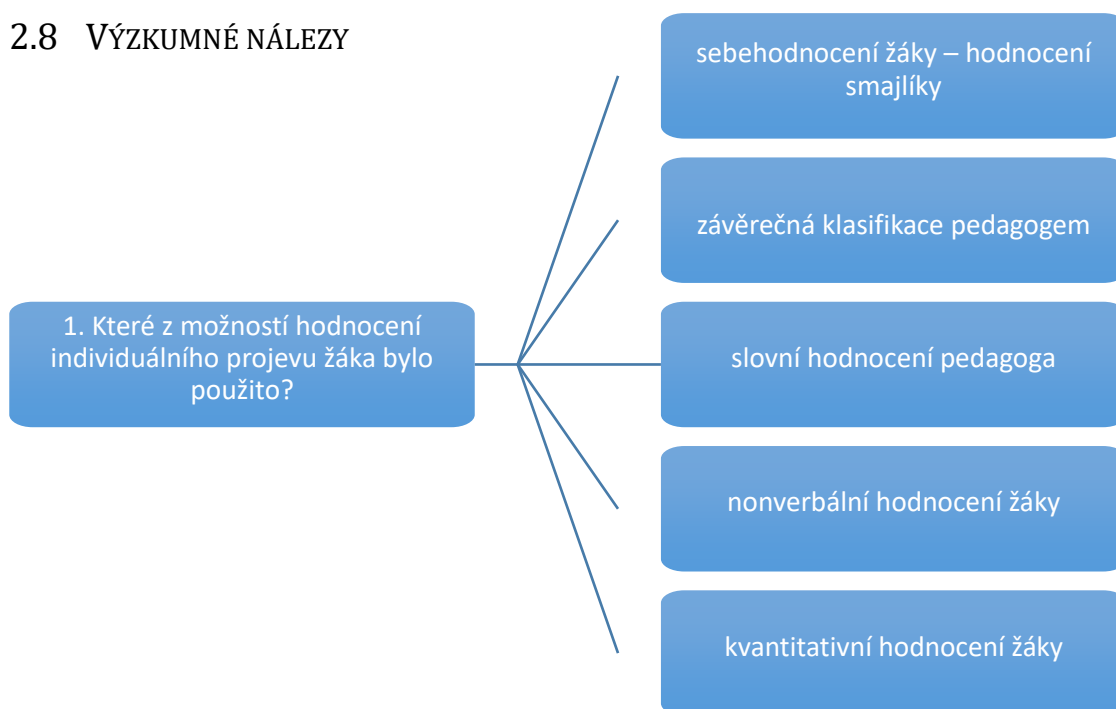 2.8 VÝZKUMNÉ NÁLEZY
1. Které z možností hodnocení
individuálního projevu žáka bylo
použito?
sebehodnocení žáky – hodnocení
smajlíky
závěrečná klasifikace pedagogem
slovní hodnocení pedagoga
nonverbální hodnocení žáky
kvantitativní hodnocení žáky